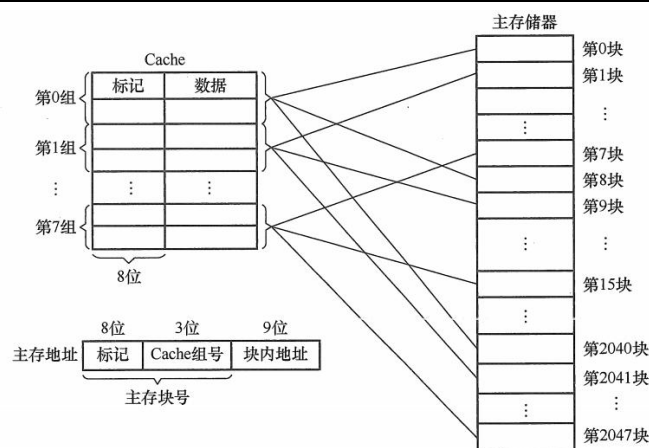 主存储器
Cache
标记 数据
第0组
第1组
⋮ ⋮ ⋮
第7组
8位
第0块
第1块
⋮ ⋮
第7块
第8块
第9块
⋮ ⋮
第15块
⋮
第2040块
第2041块
⋮ ⋮
第2047块
8位 3位 9位
主存地址 标记 Cache组号 块内地址
主存块号